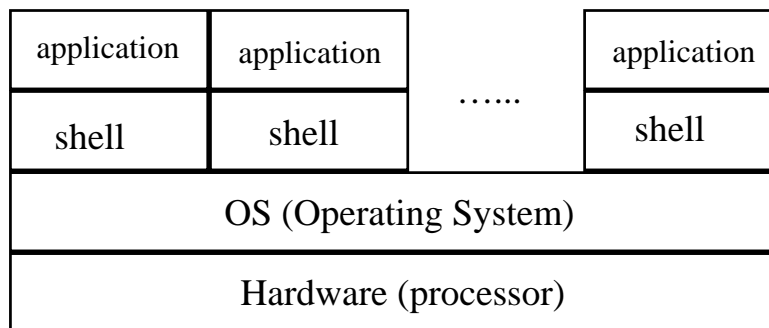 application application application
…...
shell shell shell
OS (Operating System)
Hardware (processor)